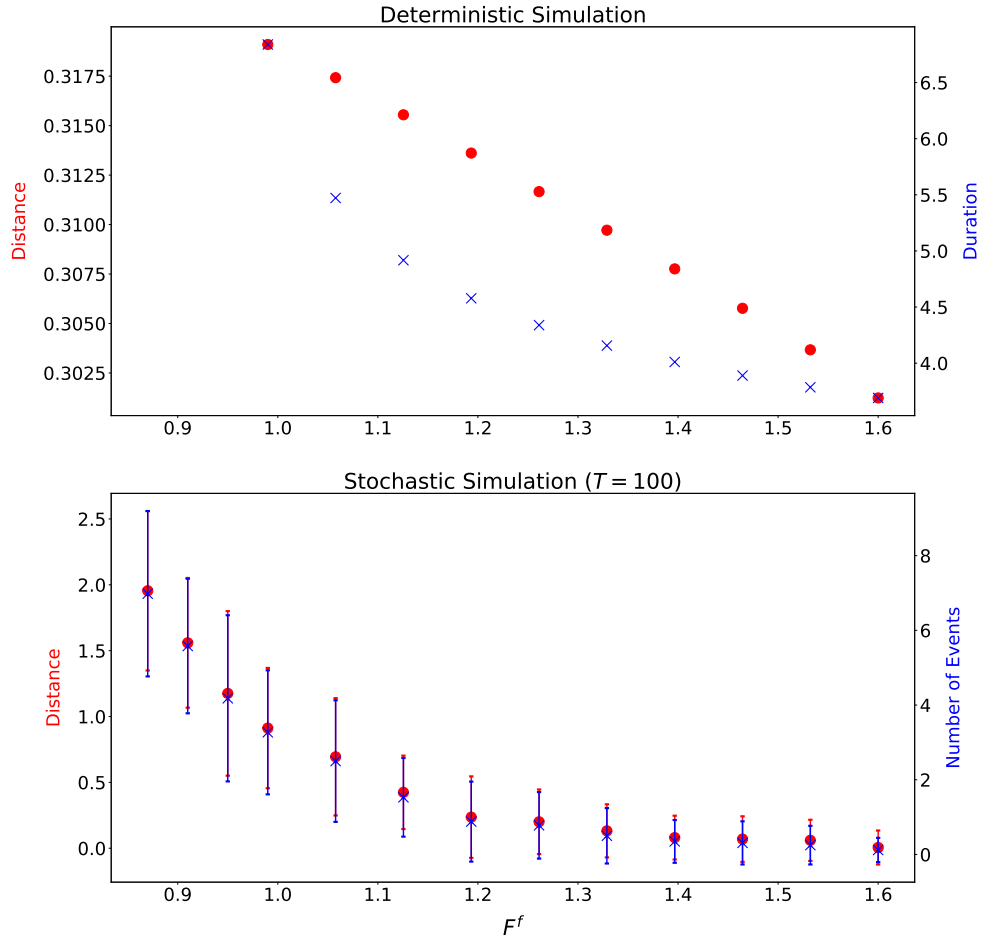 Deterministic Simulation
0.3175
0.3150
0.3125
0.3100
0.3075
0.3050
0.3025
Distance
6.5
6.0
5.5
5.0
4.5
4.0
Duration
0.9 1.0 1.1 1.2 1.3 1.4 1.5 1.6
Stochastic Simulation (T = 100)
2.5
2.0
1.5
1.0
0.5
0.0
Distance
8
6
4
2
0
Number of Events
0.9 1.0 1.1 1.2 1.3 1.4 1.5 1.6
F^f